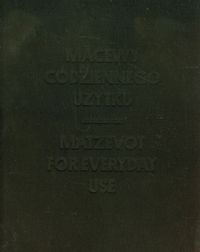 MACEWY
CODZIENNEGO
UŻYTKU
MATZEVOT
FOR EVERYDAY
USE